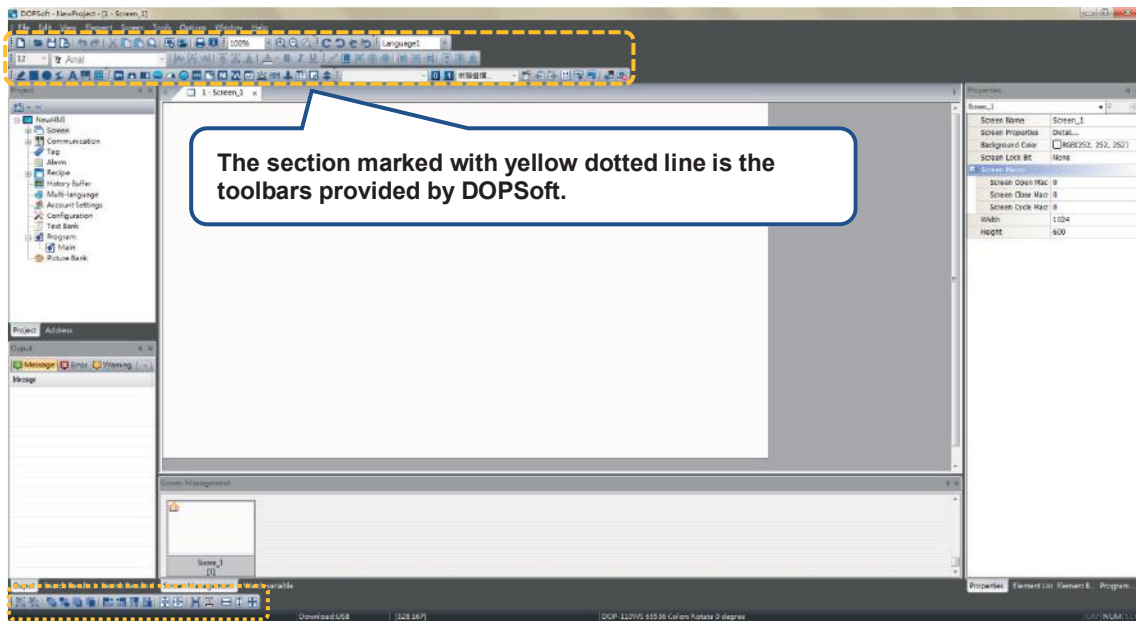 DOPSoft - NewProject - [1 - Screen_1]
File Edit View Element Screen Tools Options Window Help
100% Language1
12 Arial
Project
1 - Screen_1
Properties
NewHMI
Screen
Communication
Tag
Alarm
Recipe
History Buffer
Multi-language
Account Settings
Configuration
Text Bank
Program
Main
Picture Bank
The section marked with yellow dotted line is the
toolbars provided by DOPSoft.
Screen_1
Screen Name Screen_1
Screen Properties Detail...
Background Color RGB(252, 252, 252)
Screen Lock Bit None
Screen Macro
Screen Open Mac 0
Screen Close Mac 0
Screen Cycle Mac 0
Width 1024
Height 600
Project Address
Output
Message Error Warning
Message
Screen Management
Screen_1
[1]
Properties Element List Element B... Program...
Download:USB [328,167] DOP-110WS 65536 Colors Rotate 0 degree NUM